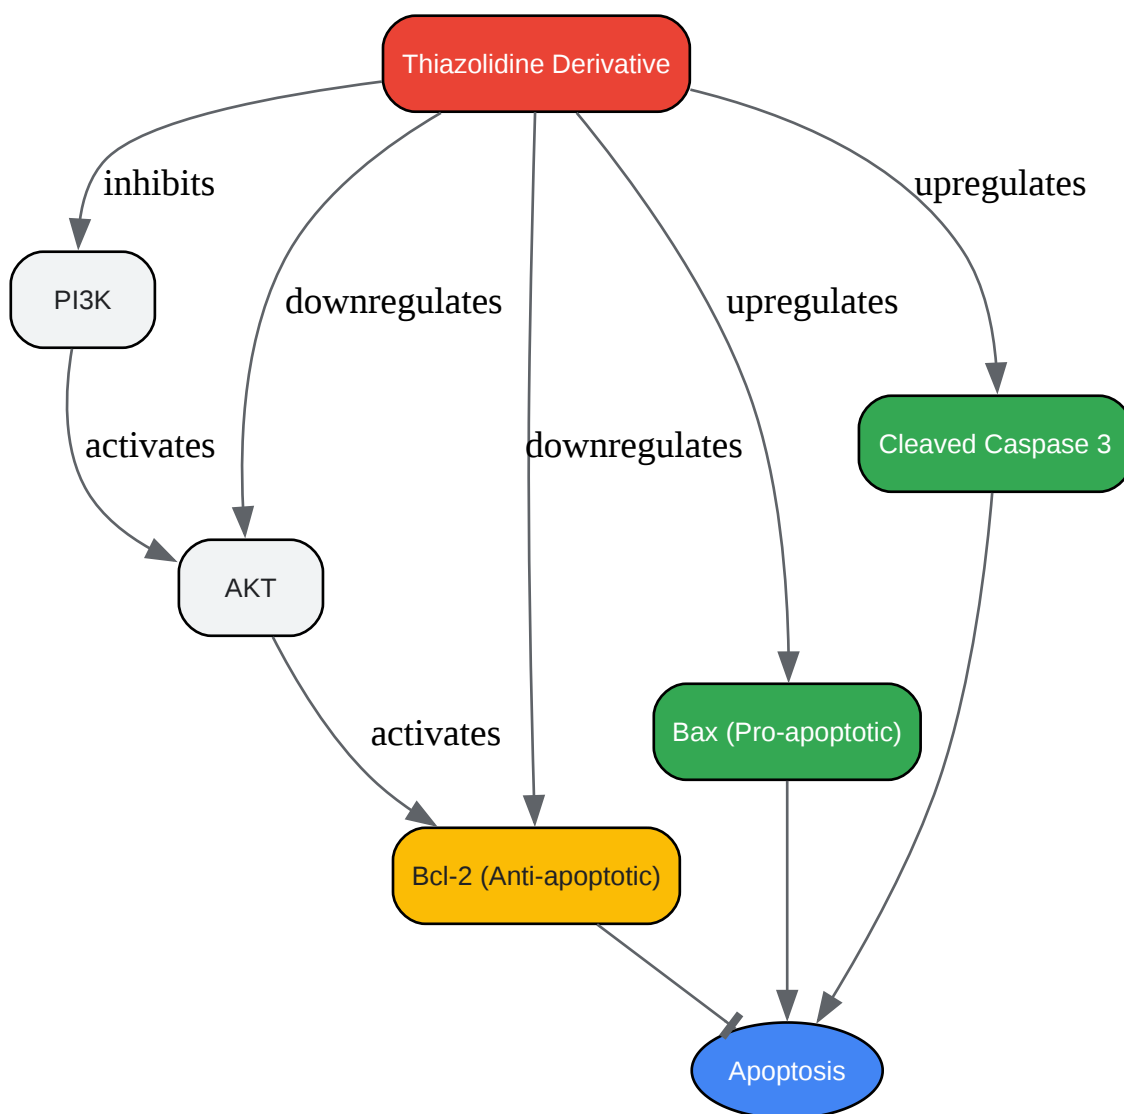 Thiazolidine Derivative
inhibits
upregulates
PI3K
downregulates
upregulates
activates
downregulates
Cleaved Caspase 3
AKT
activates
Bax (Pro-apoptotic)
Bcl-2 (Anti-apoptotic)
Apoptosis